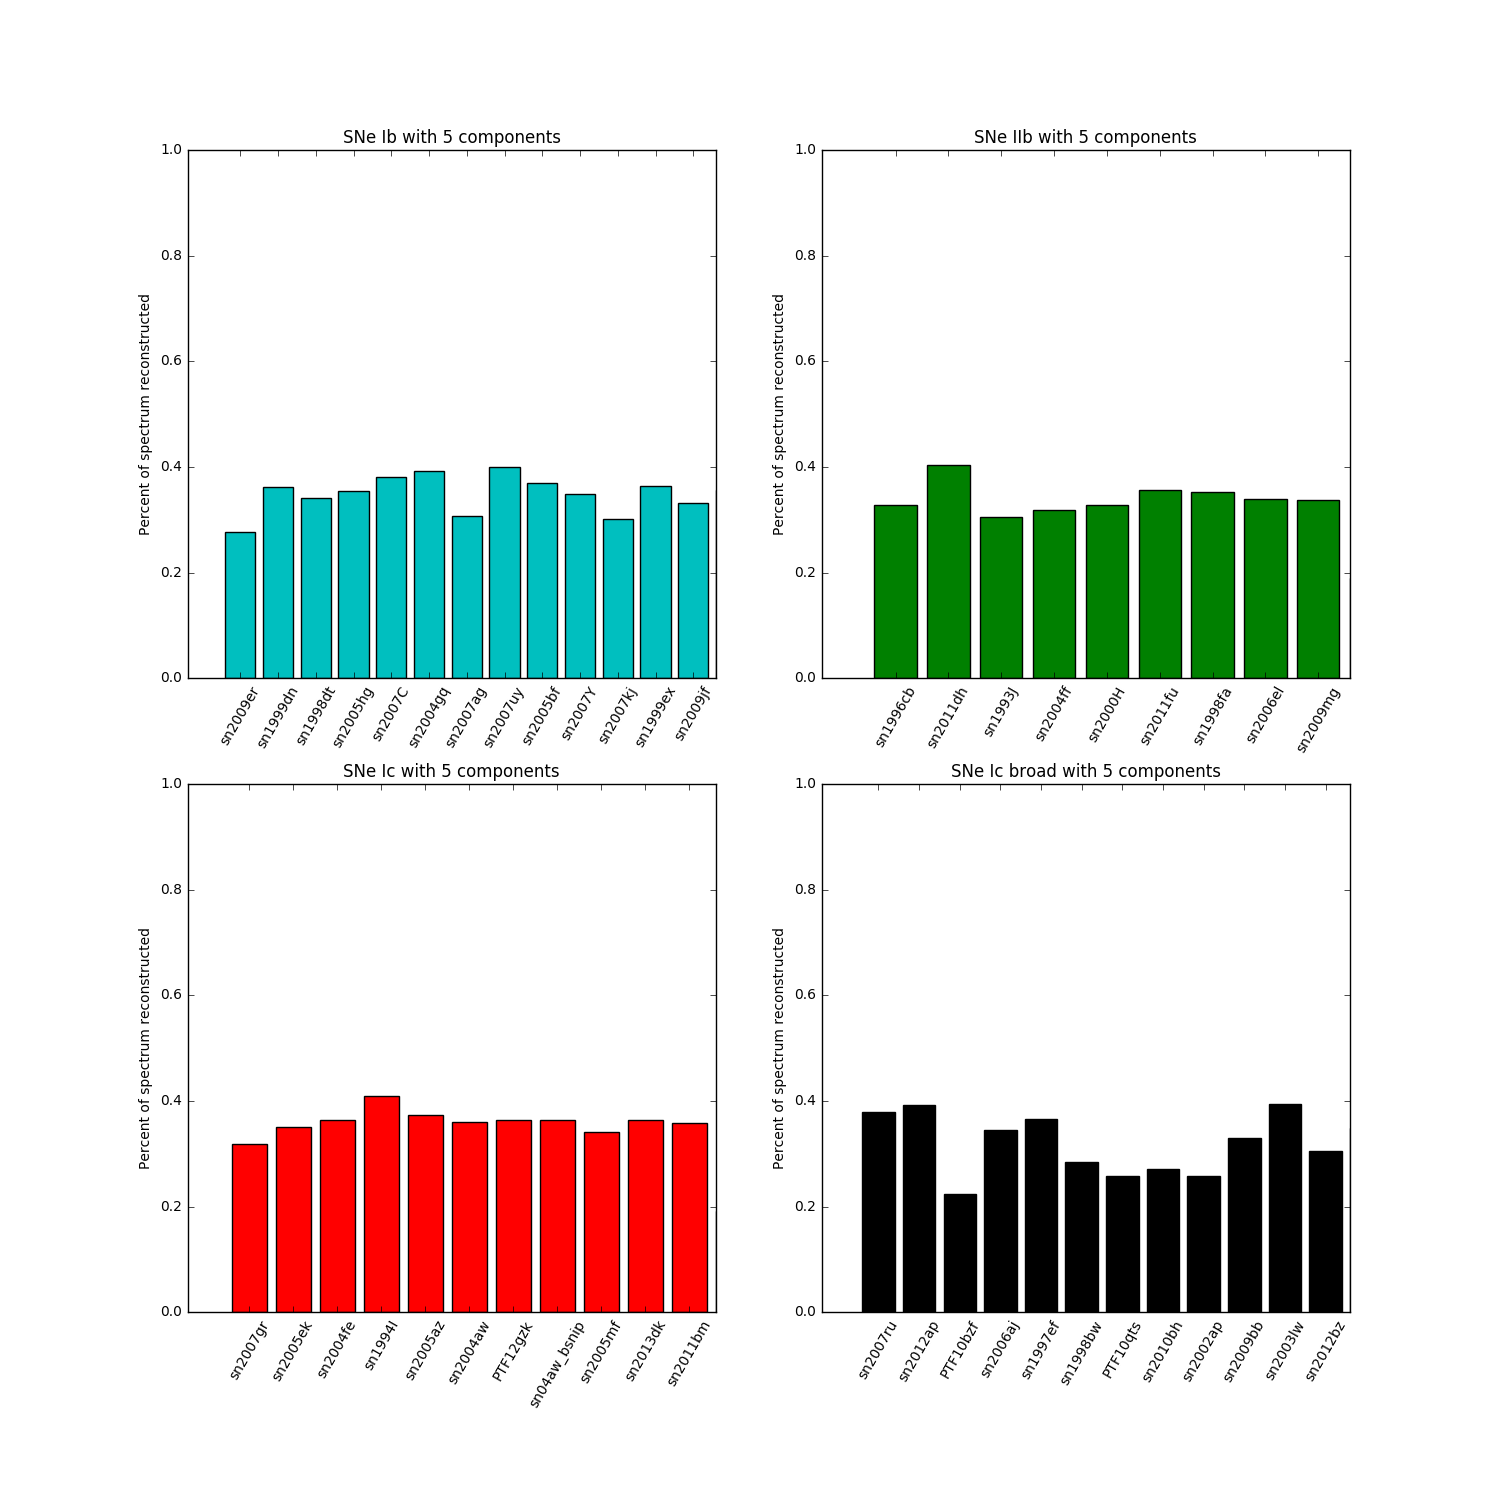 SNe Ib with 5 components
1.0
0.8
0.6
0.4
0.2
0.0
Percent of spectrum reconstructed
sn2009er
sn1999dn
sn1998dt
sn2005hg
sn2007C
sn2004gq
sn2007ag
sn2007uy
sn2005bf
sn2007Y
sn2007kj
sn1999ex
sn2009jf
SNe IIb with 5 components
1.0
0.8
0.6
0.4
0.2
0.0
Percent of spectrum reconstructed
sn1996cb
sn2011dh
sn1993J
sn2004ff
sn2000H
sn2011fu
sn1998fa
sn2006el
sn2009mg
SNe Ic with 5 components
1.0
0.8
0.6
0.4
0.2
0.0
Percent of spectrum reconstructed
sn2007gr
sn2005ek
sn2004fe
sn1994I
sn2005az
sn2004aw
PTF12gzk
sn04aw_bsnip
sn2005mf
sn2013dk
sn2011bm
SNe Ic broad with 5 components
1.0
0.8
0.6
0.4
0.2
0.0
Percent of spectrum reconstructed
sn2007ru
sn2012ap
PTF10bzf
sn2006aj
sn1997ef
sn1998bw
PTF10qts
sn2010bh
sn2002ap
sn2009bb
sn2003lw
sn2012bz